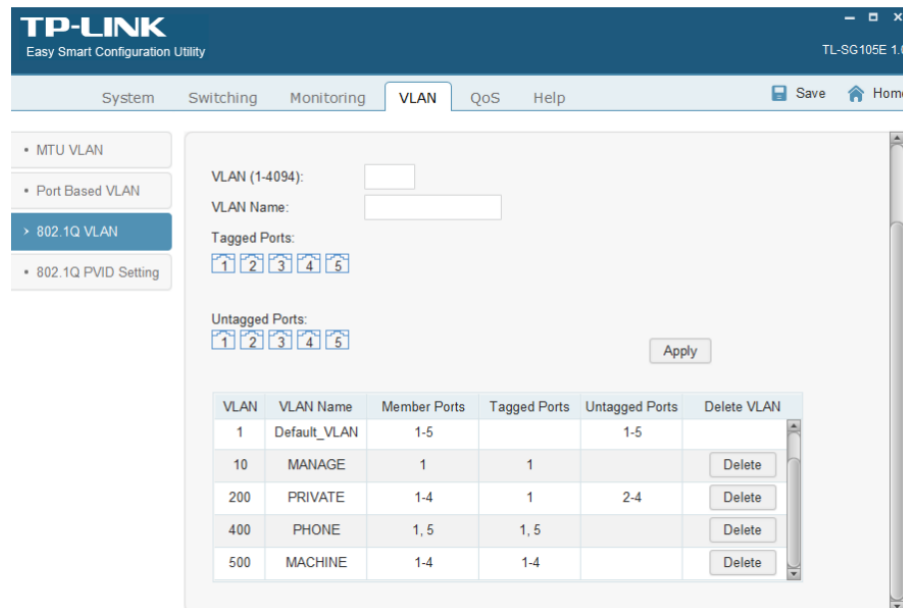 TP-LINK
Easy Smart Configuration Utility
TL-SG105E 1.0
System Switching Monitoring VLAN QoS Help Save Home
MTU VLAN
Port Based VLAN
802.1Q VLAN
802.1Q PVID Setting
VLAN (1-4094):
VLAN Name:
Tagged Ports:
1 2 3 4 5
Untagged Ports:
1 2 3 4 5
Apply
VLAN VLAN Name Member Ports Tagged Ports Untagged Ports Delete VLAN
1 Default_VLAN 1-5 1-5
10 MANAGE 1 1 Delete
200 PRIVATE 1-4 1 2-4 Delete
400 PHONE 1, 5 1, 5 Delete
500 MACHINE 1-4 1-4 Delete